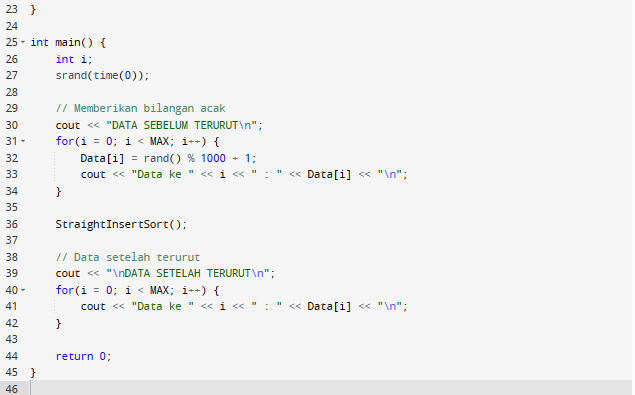 23 }
24
25 int main() {
26     int i;
27     srand(time(0));
28
29     // Memberikan bilangan acak
30     cout << "DATA SEBELUM TERURUT\n";
31     for(i = 0; i < MAX; i++) {
32         Data[i] = rand() % 1000 + 1;
33         cout << "Data ke " << i << " : " << Data[i] << "\n";
34     }
35
36     StraightInsertSort();
37
38     // Data setelah terurut
39     cout << "\nDATA SETELAH TERURUT\n";
40     for(i = 0; i < MAX; i++) {
41         cout << "Data ke " << i << " : " << Data[i] << "\n";
42     }
43
44     return 0;
45 }
46